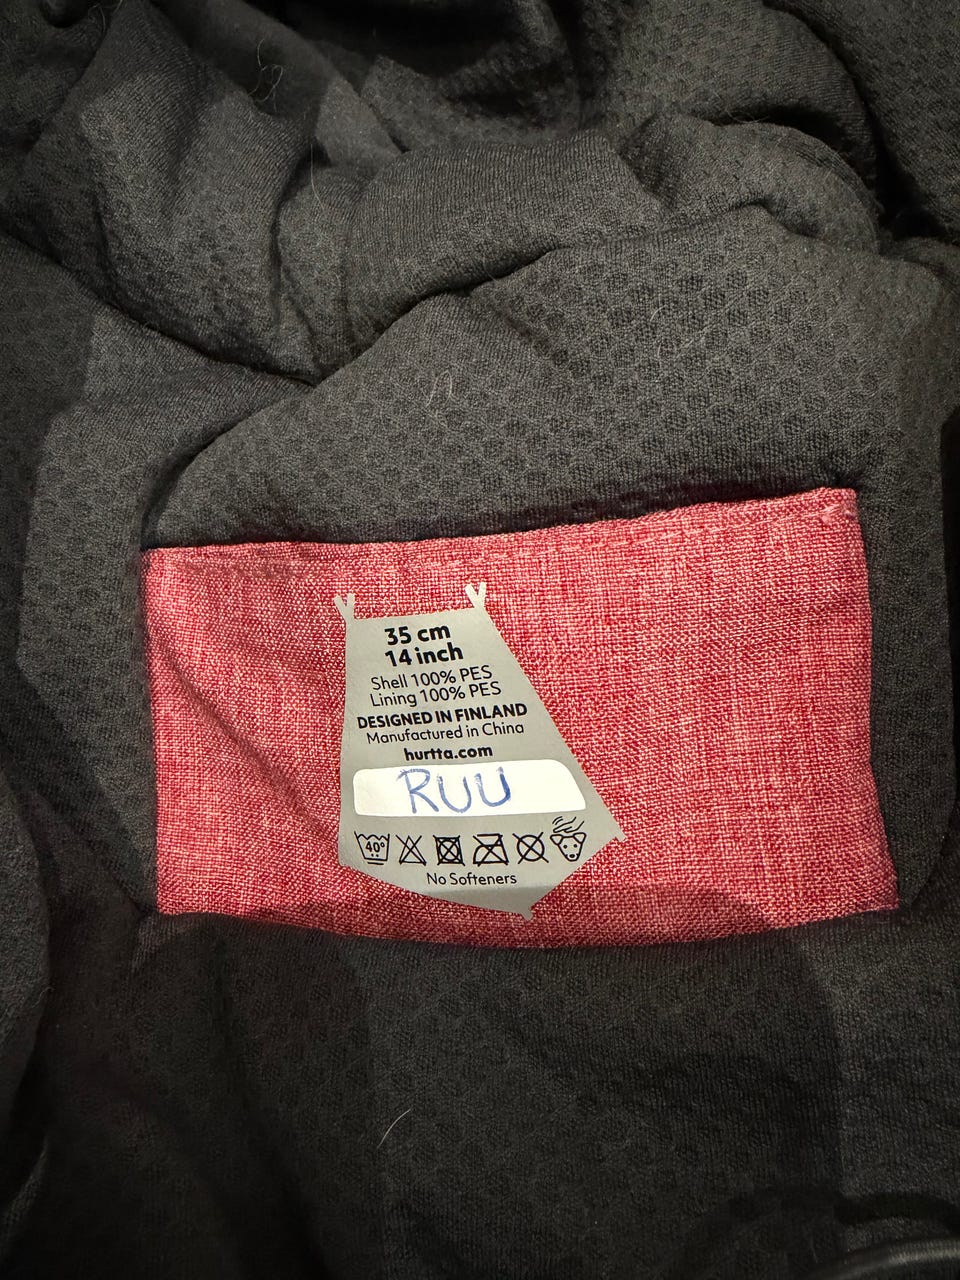 35 cm
14 inch
Shell 100% PES
Lining 100% PES
DESIGNED IN FINLAND
Manufactured in China
hurtta.com
RUU
40°
No Softeners